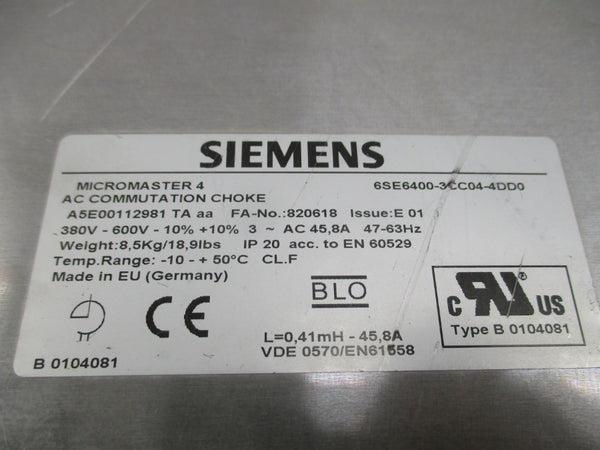 SIEMENS
MICROMASTER 4 6SE6400-3CC04-4DD0
AC COMMUTATION CHOKE
A5E00112981 TA aa FA-No.:820618 Issue:E 01
380V - 600V - 10% +10% 3 ~ AC 45,8A 47-63Hz
Weight:8,5Kg/18,9lbs IP 20 acc. to EN 60529
Temp.Range: -10 - + 50°C CL.F
Made in EU (Germany)
BLO
CE
c RU ® US
Type B 0104081
L=0,41mH - 45,8A
VDE 0570/EN61558
B 0104081